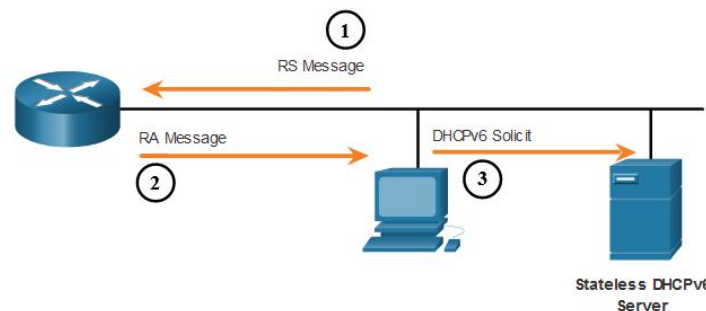 1
RS Message
RA Message
2
DHCPv6 Solicit
3
Stateless DHCPv6
Server